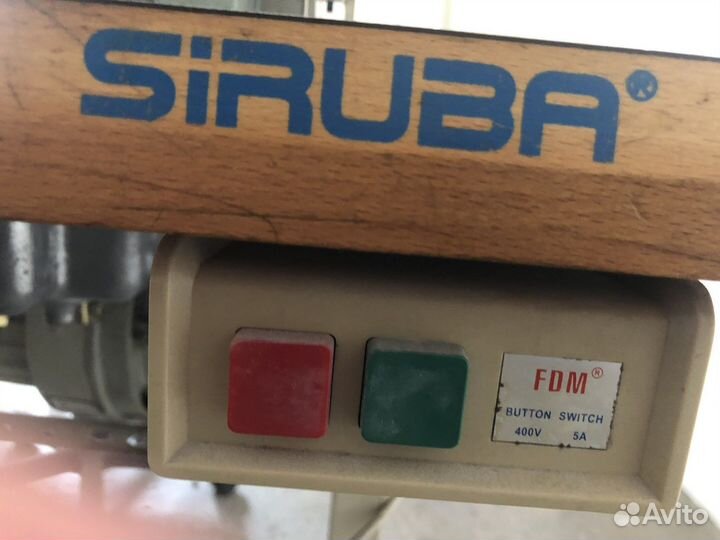 SiRUBA®
FDM®
BUTTON SWITCH
400V 5A
Avito